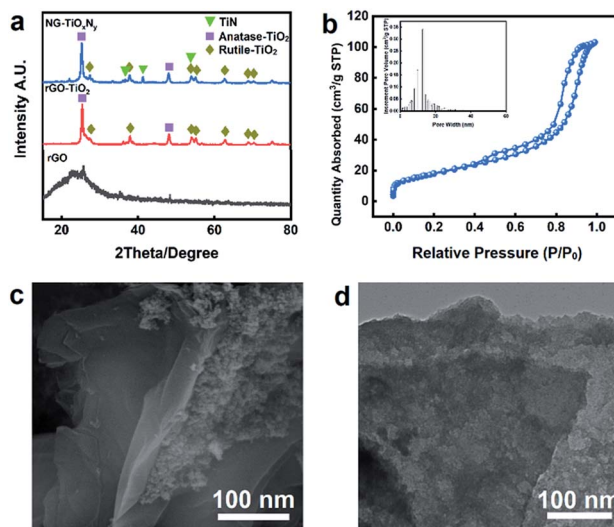 a
NG-TiOxNy
TiN
Anatase-TiO2
Rutile-TiO2
rGO-TiO2
rGO
Intensity A.U.
20
40
60
80
2Theta/Degree
b
Pore Width (nm)
0
60
Quantity Absorbed (cm3/g STP)
120
100
80
60
40
20
0
0.0
0.2
0.4
0.6
0.8
1.0
Relative Pressure (P/P0)
c
100 nm
d
100 nm